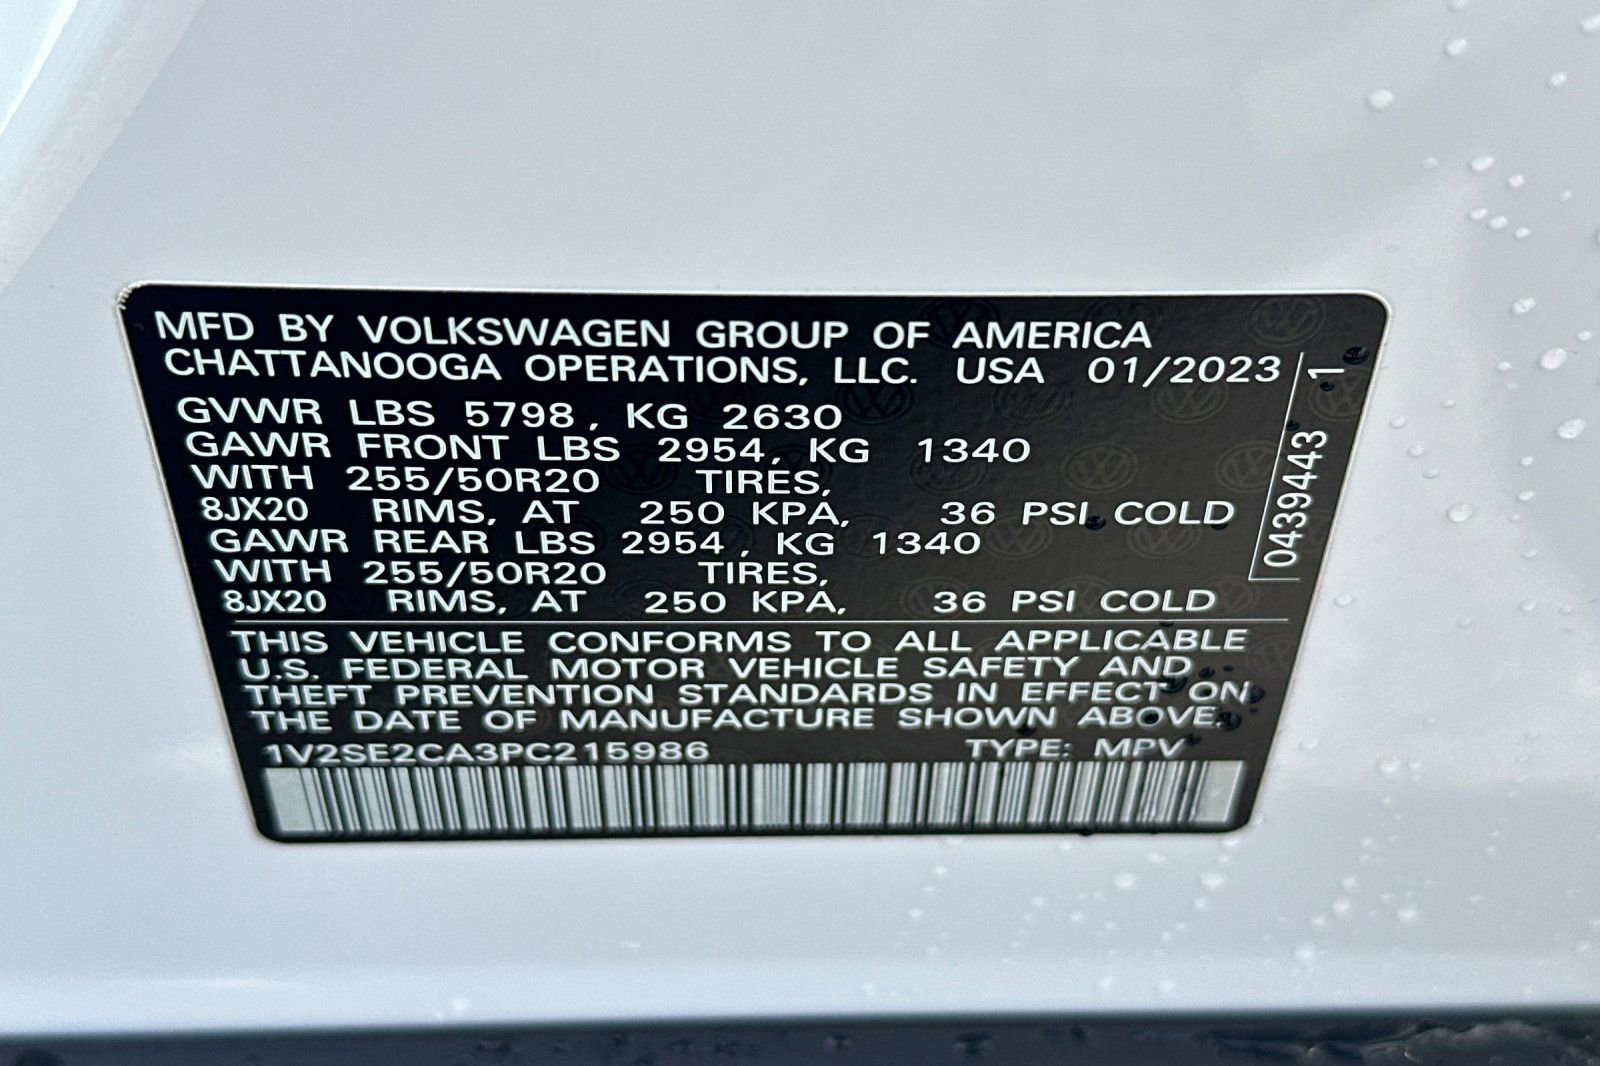 MFD BY VOLKSWAGEN GROUP OF AMERICA
CHATTANOOGA OPERATIONS, LLC. USA 01/2023
GVWR LBS 5798, KG 2630
GAWR FRONT LBS 2954, KG 1340
WITH 255/50R20 TIRES,
8JX20 RIMS, AT 250 KPA, 36 PSI COLD
GAWR REAR LBS 2954, KG 1340
WITH 255/50R20 TIRES,
8JX20 RIMS, AT 250 KPA, 36 PSI COLD
THIS VEHICLE CONFORMS TO ALL APPLICABLE
U.S. FEDERAL MOTOR VEHICLE SAFETY AND
THEFT PREVENTION STANDARDS IN EFFECT ON
THE DATE OF MANUFACTURE SHOWN ABOVE.
1V2SE2CA3PC215986 TYPE: MPV
0439443 1